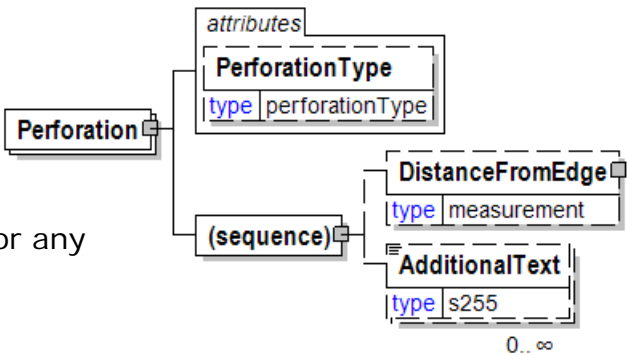 attributes
PerforationType
type perforationType
Perforation
DistanceFromEdge
type measurement
or any
(sequence)
AdditionalText
type s255
0.. ∞